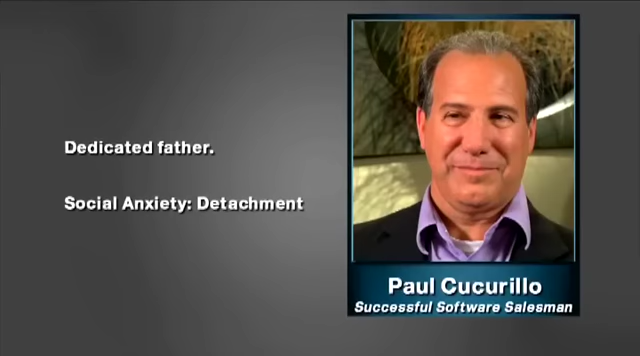 Dedicated father.
Social Anxiety: Detachment
Paul Cucurillo
Successful Software Salesman